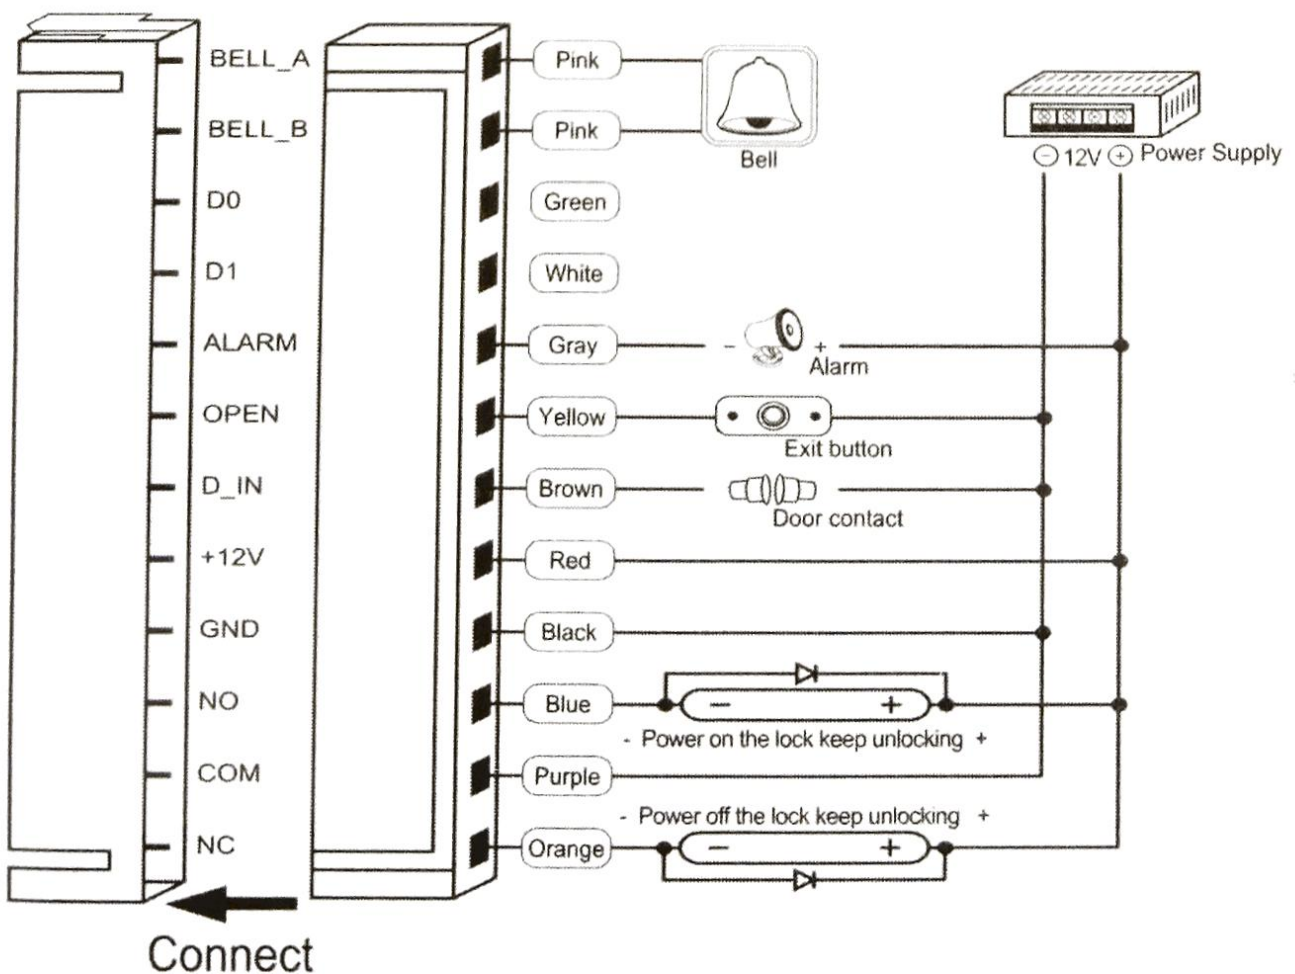 BELL_A
Pink
BELL_B
Pink
Bell
− 12V + Power Supply
D0
Green
D1
White
ALARM
Gray
− +
Alarm
OPEN
Yellow
Exit button
D_IN
Brown
Door contact
+12V
Red
GND
Black
NO
Blue
− +
- Power on the lock keep unlocking +
COM
Purple
- Power off the lock keep unlocking +
NC
Orange
− +
Connect